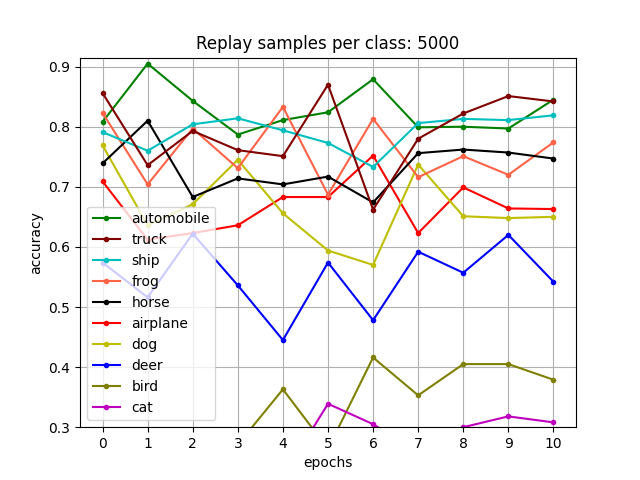 Replay samples per class: 5000
accuracy
0.9
0.8
0.7
0.6
0.5
0.4
0.3
automobile
truck
ship
frog
horse
airplane
dog
deer
bird
cat
0 1 2 3 4 5 6 7 8 9 10
epochs